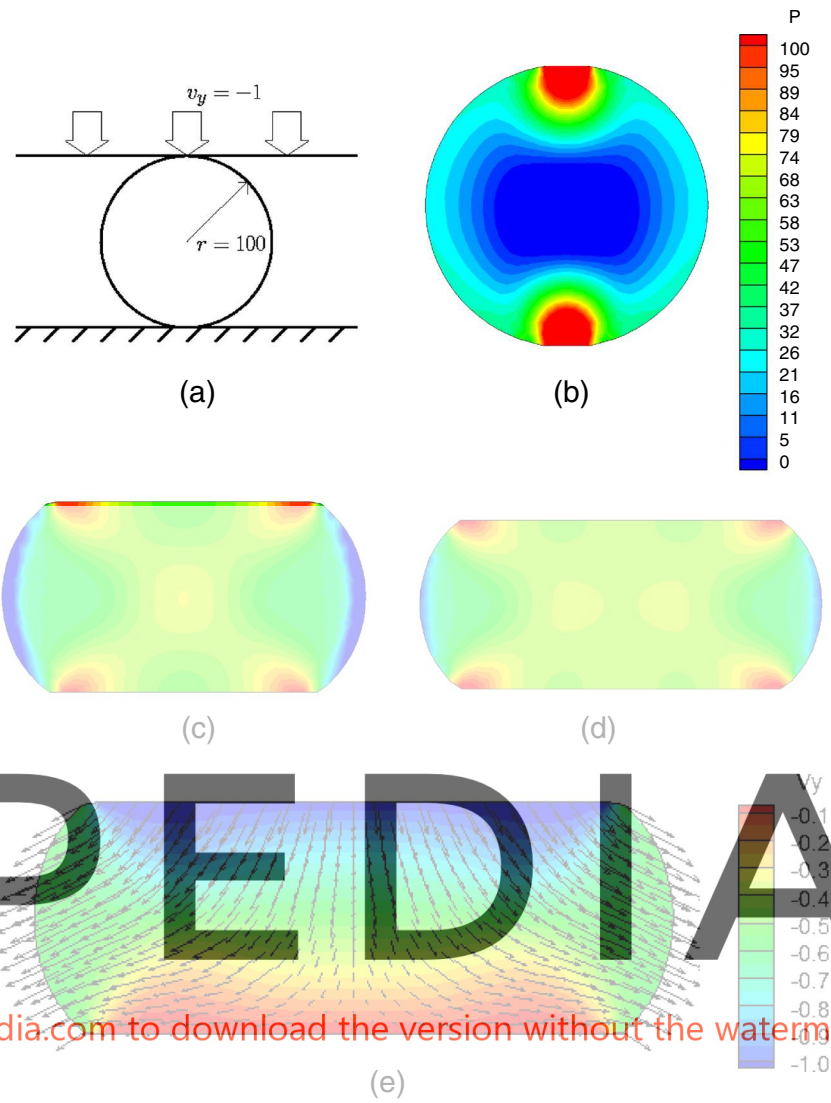 P
v_y = −1
r = 100
100
95
89
84
79
74
68
63
58
53
47
42
37
32
26
21
16
11
5
0
(a)
(b)
(c)
(d)
PEDIA
Vy
-0.1
-0.2
-0.3
-0.4
-0.5
-0.6
-0.7
-0.8
-0.9
-1.0
dia.com to download the version without the waterm
(e)